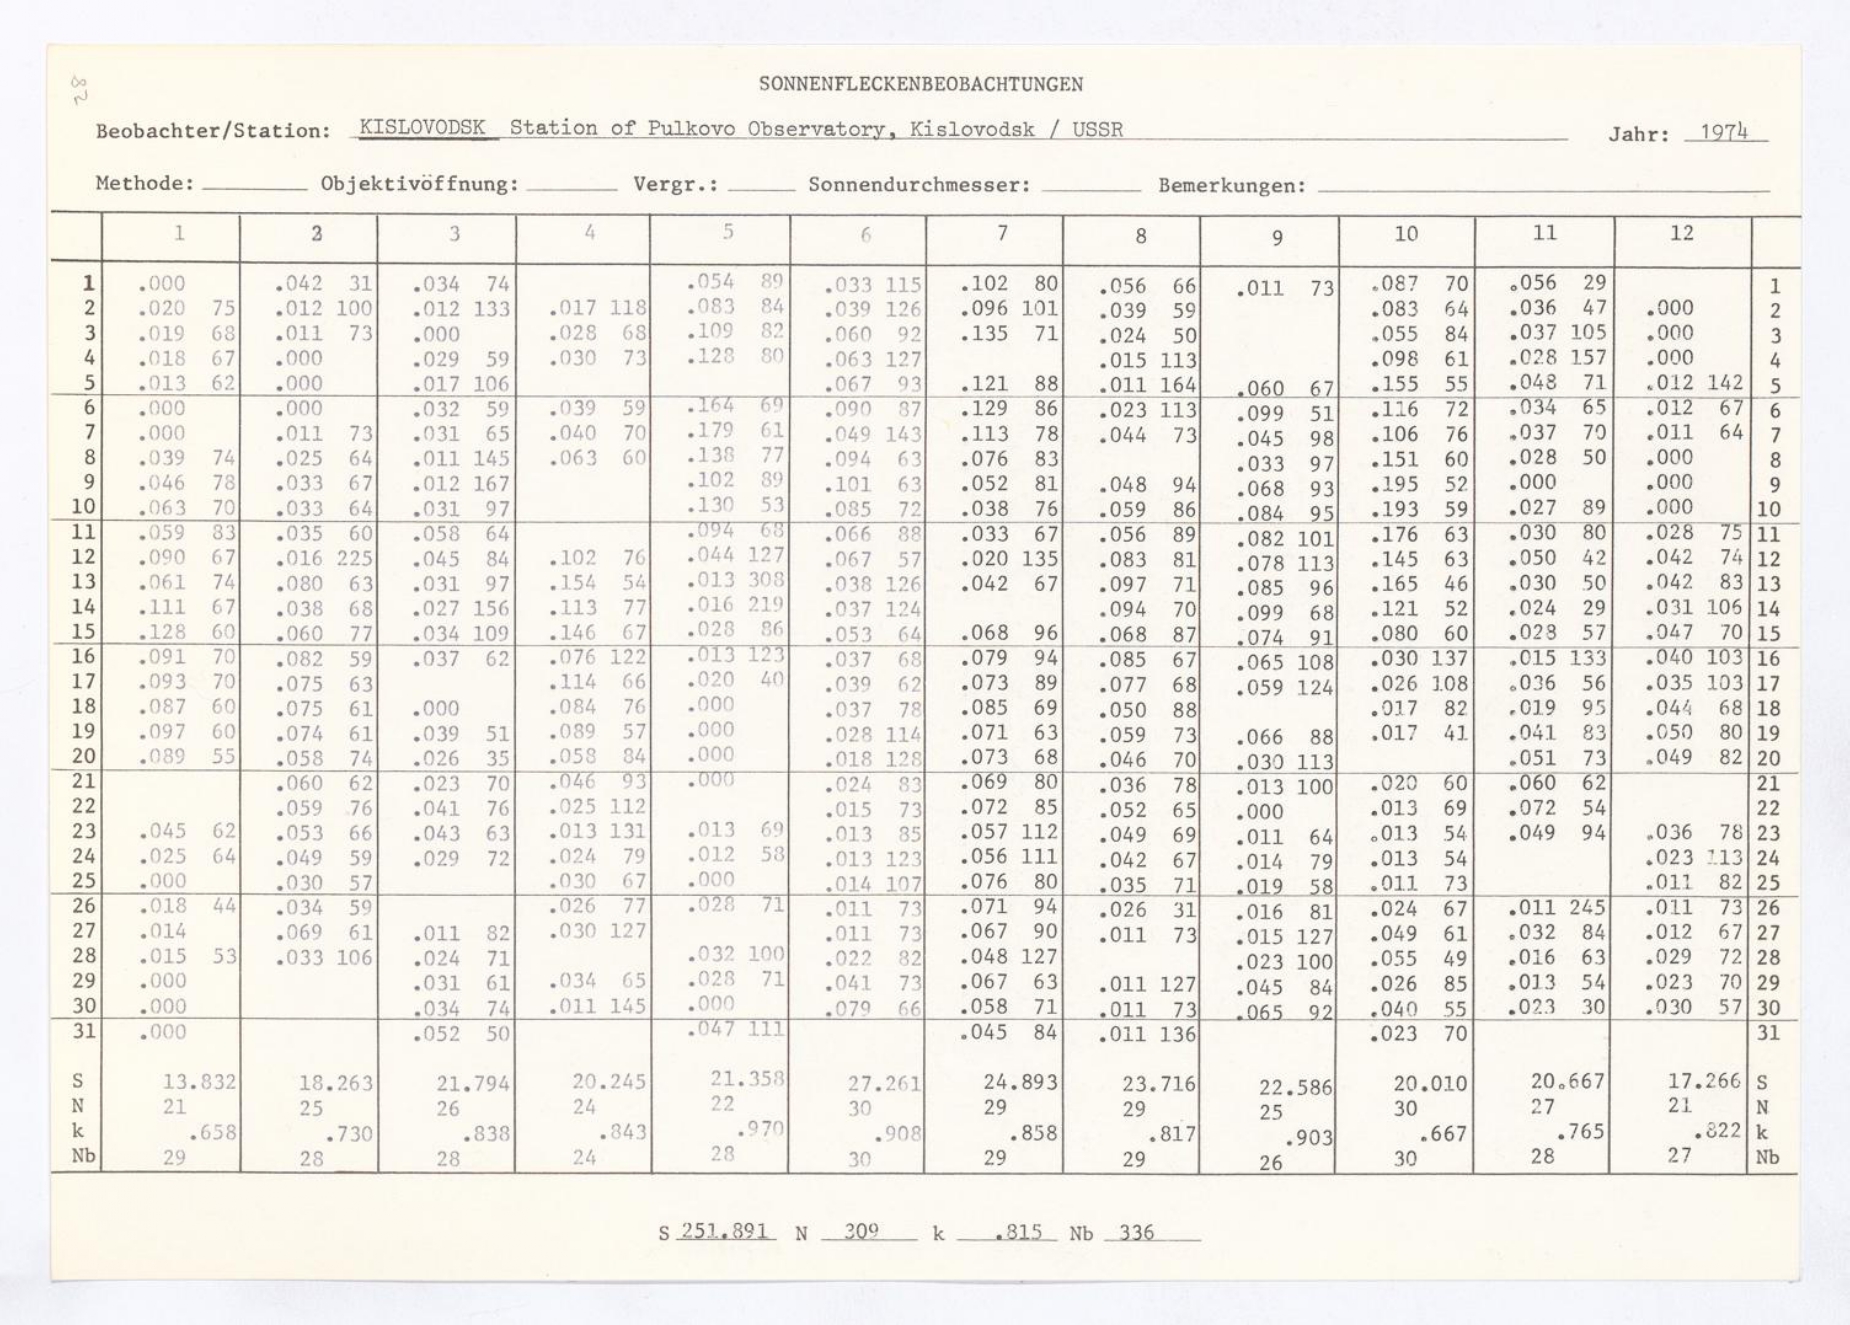 82
SONNENFLECKENBEOBACHTUNGEN
Beobachter/Station: KISLOVODSK Station of Pulkovo Observatory, Kislovodsk / USSR Jahr: 1974
Methode: Objektivöffnung: Vergr.: Sonnendurchmesser: Bemerkungen:
1 2 3 4 5 6 7 8 9 10 11 12
1 .000 .042 31 .034 74 .054 89 .033 115 .102 80 .056 66 .011 73 .087 70 .056 29 1
2 .020 75 .012 100 .012 133 .017 118 .083 84 .039 126 .096 101 .039 59 .083 64 .036 47 .000 2
3 .019 68 .011 73 .000 .028 68 .109 82 .060 92 .135 71 .024 50 .055 84 .037 105 .000 3
4 .018 67 .000 .029 59 .030 73 .128 80 .063 127 .015 113 .098 61 .028 157 .000 4
5 .013 62 .000 .017 106 .067 93 .121 88 .011 164 .060 67 .155 55 .048 71 .012 142 5
6 .000 .000 .032 59 .039 59 .164 69 .090 87 .129 86 .023 113 .099 51 .116 72 .034 65 .012 67 6
7 .000 .011 73 .031 65 .040 70 .179 61 .049 143 .113 78 .044 73 .045 98 .106 76 .037 70 .011 64 7
8 .039 74 .025 64 .011 145 .063 60 .138 77 .094 63 .076 83 .033 97 .151 60 .028 50 .000 8
9 .046 78 .033 67 .012 167 .102 89 .101 63 .052 81 .048 94 .068 93 .195 52 .000 .000 9
10 .063 70 .033 64 .031 97 .130 53 .085 72 .038 76 .059 86 .084 95 .193 59 .027 89 .000 10
11 .059 83 .035 60 .058 64 .094 68 .066 88 .033 67 .056 89 .082 101 .176 63 .030 80 .028 75 11
12 .090 67 .016 225 .045 84 .102 76 .044 127 .067 57 .020 135 .083 81 .078 113 .145 63 .050 42 .042 74 12
13 .061 74 .080 63 .031 97 .154 54 .013 308 .038 126 .042 67 .097 71 .085 96 .165 46 .030 50 .042 83 13
14 .111 67 .038 68 .027 156 .113 77 .016 219 .037 124 .094 70 .099 68 .121 52 .024 29 .031 106 14
15 .128 60 .060 77 .034 109 .146 67 .028 86 .053 64 .068 96 .068 87 .074 91 .080 60 .028 57 .047 70 15
16 .091 70 .082 59 .037 62 .076 122 .013 123 .037 68 .079 94 .085 67 .065 108 .030 137 .015 133 .040 103 16
17 .093 70 .075 63 .114 66 .020 40 .039 62 .073 89 .077 68 .059 124 .026 108 .036 56 .035 103 17
18 .087 60 .075 61 .000 .084 76 .000 .037 78 .085 69 .050 88 .017 82 .019 95 .044 68 18
19 .097 60 .074 61 .039 51 .089 57 .000 .028 114 .071 63 .059 73 .066 88 .017 41 .041 83 .050 80 19
20 .089 55 .058 74 .026 35 .058 84 .000 .018 128 .073 68 .046 70 .030 113 .051 73 .049 82 20
21 .060 62 .023 70 .046 93 .000 .024 83 .069 80 .036 78 .013 100 .020 60 .060 62 21
22 .059 76 .041 76 .025 112 .015 73 .072 85 .052 65 .000 .013 69 .072 54 22
23 .045 62 .053 66 .043 63 .013 131 .013 69 .013 85 .057 112 .049 69 .011 64 .013 54 .049 94 .036 78 23
24 .025 64 .049 59 .029 72 .024 79 .012 58 .013 123 .056 111 .042 67 .014 79 .013 54 .023 113 24
25 .000 .030 57 .030 67 .000 .014 107 .076 80 .035 71 .019 58 .011 73 .011 82 25
26 .018 44 .034 59 .026 77 .028 71 .011 73 .071 94 .026 31 .016 81 .024 67 .011 245 .011 73 26
27 .014 .069 61 .011 82 .030 127 .011 73 .067 90 .011 73 .015 127 .049 61 .032 84 .012 67 27
28 .015 53 .033 106 .024 71 .032 100 .022 82 .048 127 .023 100 .055 49 .016 63 .029 72 28
29 .000 .031 61 .034 65 .028 71 .041 73 .067 63 .011 127 .045 84 .026 85 .013 54 .023 70 29
30 .000 .034 74 .011 145 .000 .079 66 .058 71 .011 73 .065 92 .040 55 .023 30 .030 57 30
31 .000 .052 50 .047 111 .045 84 .011 136 .023 70 31
S 13.832 18.263 21.794 20.245 21.358 27.261 24.893 23.716 22.586 20.010 20.667 17.266 S
N 21 25 26 24 22 30 29 29 25 30 27 21 N
k .658 .730 .838 .843 .970 .908 .858 .817 .903 .667 .765 .822 k
Nb 29 28 28 24 28 30 29 29 26 30 28 27 Nb
S 251.891 N 309 k .815 Nb 336